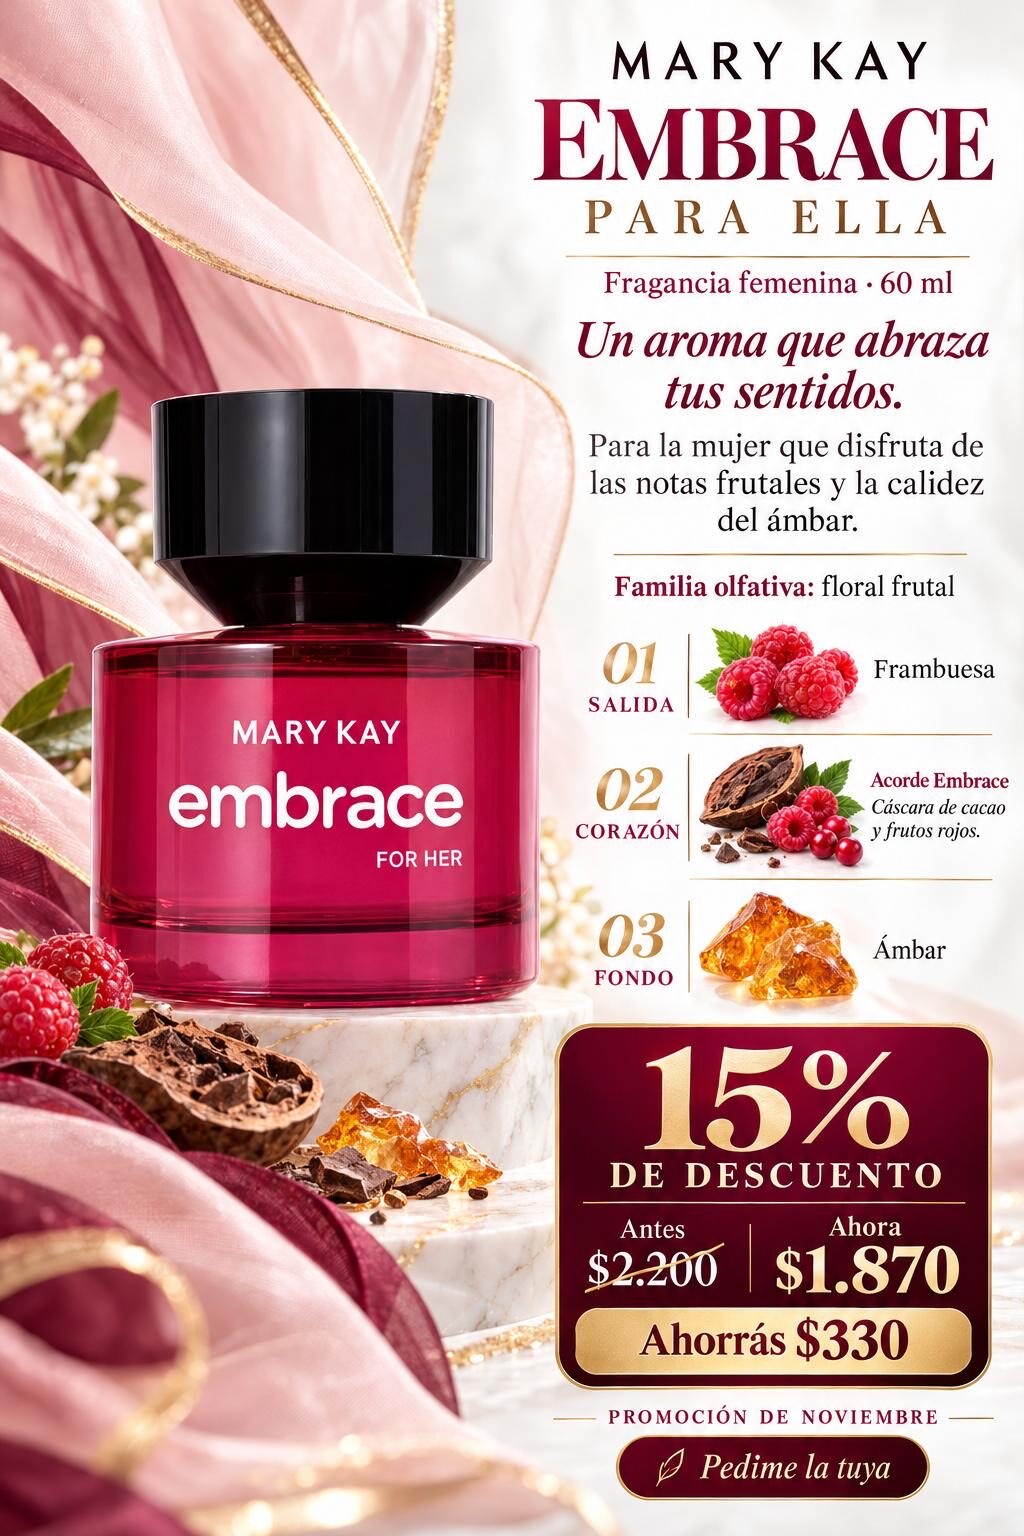 MARY KAY
EMBRACE
PARA ELLA
Fragancia femenina · 60 ml
Un aroma que abraza
tus sentidos.
Para la mujer que disfruta de
las notas frutales y la calidez
del ámbar.
Familia olfativa: floral frutal
01
SALIDA
Frambuesa
02
CORAZÓN
Acorde Embrace
Cáscara de cacao
y frutos rojos.
03
FONDO
Ámbar
MARY KAY
embrace
FOR HER
15%
DE DESCUENTO
Antes
$2.200
Ahora
$1.870
Ahorrás $330
PROMOCIÓN DE NOVIEMBRE
Pedime la tuya